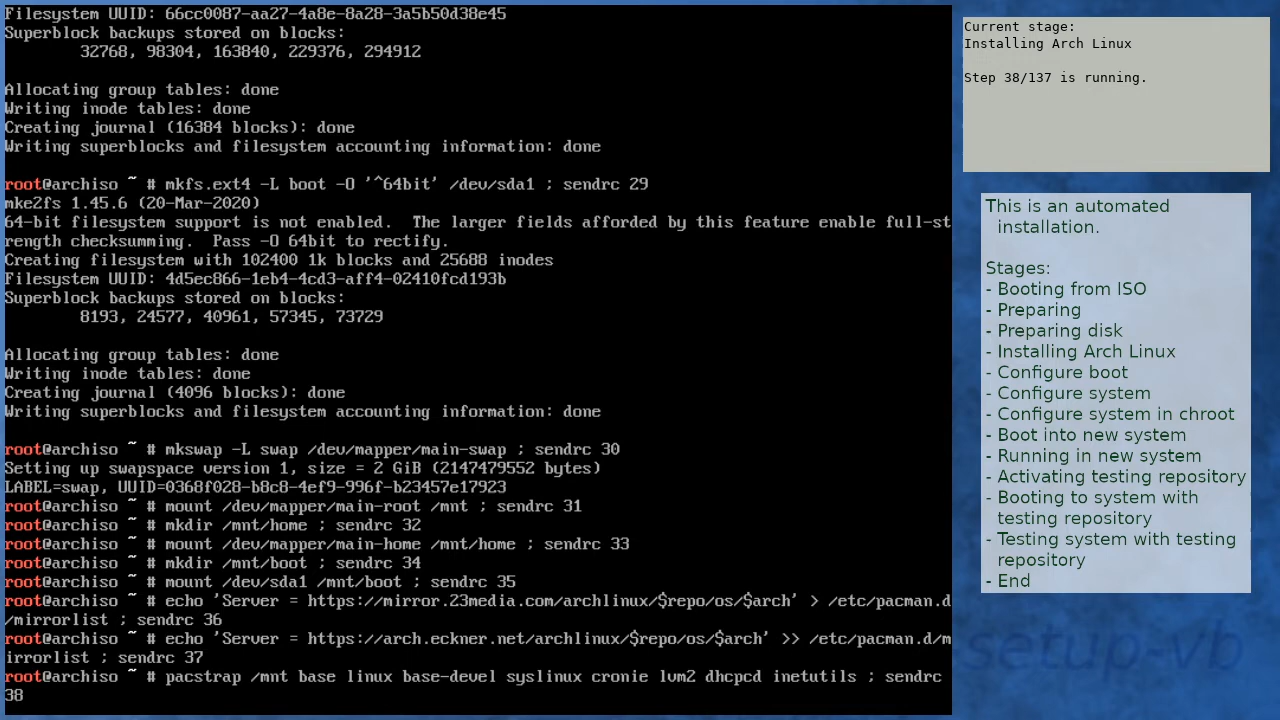 Filesystem UUID: 66cc0087-aa27-4a8e-8a28-3a5b50d38e45
Superblock backups stored on blocks:
        32768, 98304, 163840, 229376, 294912

Allocating group tables: done
Writing inode tables: done
Creating journal (16384 blocks): done
Writing superblocks and filesystem accounting information: done

root@archiso ~ # mkfs.ext4 -L boot -O '^64bit' /dev/sda1 ; sendrc 29
mke2fs 1.45.6 (20-Mar-2020)
64-bit filesystem support is not enabled.  The larger fields afforded by this feature enable full-st
rength checksumming.  Pass -O 64bit to rectify.
Creating filesystem with 102400 1k blocks and 25688 inodes
Filesystem UUID: 4d5ec866-1eb4-4cd3-aff4-02410fcd193b
Superblock backups stored on blocks:
        8193, 24577, 40961, 57345, 73729

Allocating group tables: done
Writing inode tables: done
Creating journal (4096 blocks): done
Writing superblocks and filesystem accounting information: done

root@archiso ~ # mkswap -L swap /dev/mapper/main-swap ; sendrc 30
Setting up swapspace version 1, size = 2 GiB (2147479552 bytes)
LABEL=swap, UUID=0368f028-b8c8-4ef9-996f-b23457e17923
root@archiso ~ # mount /dev/mapper/main-root /mnt ; sendrc 31
root@archiso ~ # mkdir /mnt/home ; sendrc 32
root@archiso ~ # mount /dev/mapper/main-home /mnt/home ; sendrc 33
root@archiso ~ # mkdir /mnt/boot ; sendrc 34
root@archiso ~ # mount /dev/sda1 /mnt/boot ; sendrc 35
root@archiso ~ # echo 'Server = https://mirror.23media.com/archlinux/$repo/os/$arch' > /etc/pacman.d
/mirrorlist ; sendrc 36
root@archiso ~ # echo 'Server = https://arch.eckner.net/archlinux/$repo/os/$arch' >> /etc/pacman.d/m
irrorlist ; sendrc 37
root@archiso ~ # pacstrap /mnt base linux base-devel syslinux cronie lvm2 dhcpcd inetutils ; sendrc
38
Current stage:
Installing Arch Linux

Step 38/137 is running.

This is an automated
installation.

Stages:
- Booting from ISO
- Preparing
- Preparing disk
- Installing Arch Linux
- Configure boot
- Configure system
- Configure system in chroot
- Boot into new system
- Running in new system
- Activating testing repository
- Booting to system with
testing repository
- Testing system with testing
repository
- End
setup-vb